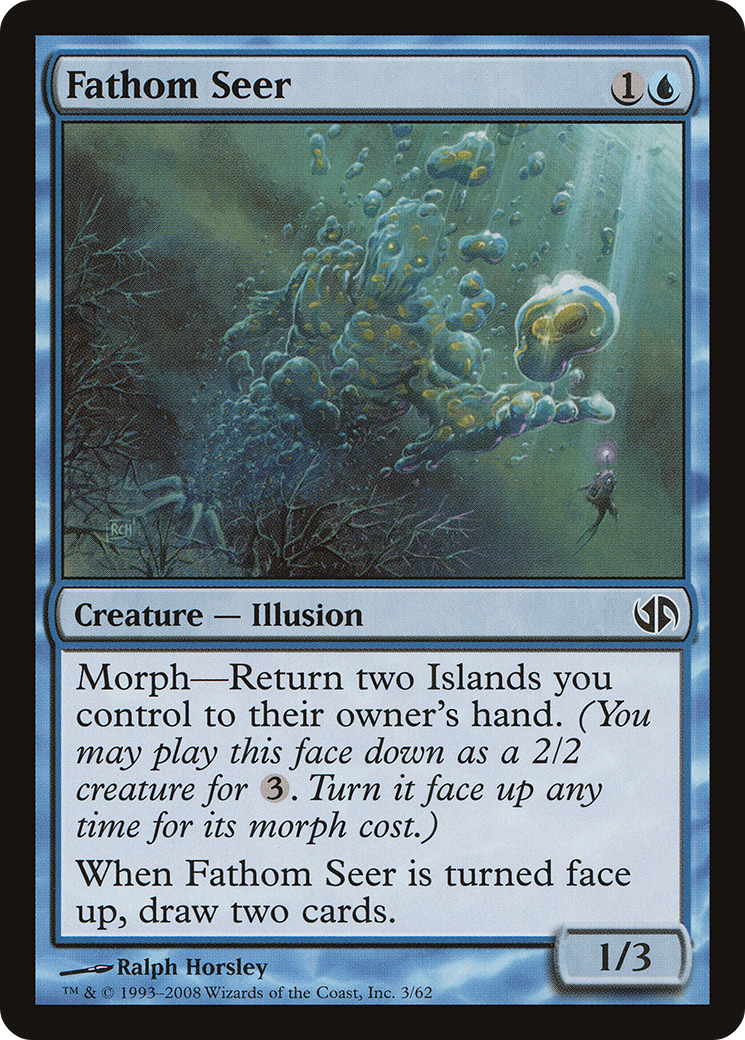 Fathom Seer
1
RCH
Creature — Illusion
Morph—Return two Islands you
control to their owner's hand. (You
may play this face down as a 2/2
creature for 3. Turn it face up any
time for its morph cost.)
When Fathom Seer is turned face
up, draw two cards.
1/3
Ralph Horsley
™ & © 1993–2008 Wizards of the Coast, Inc. 3/62